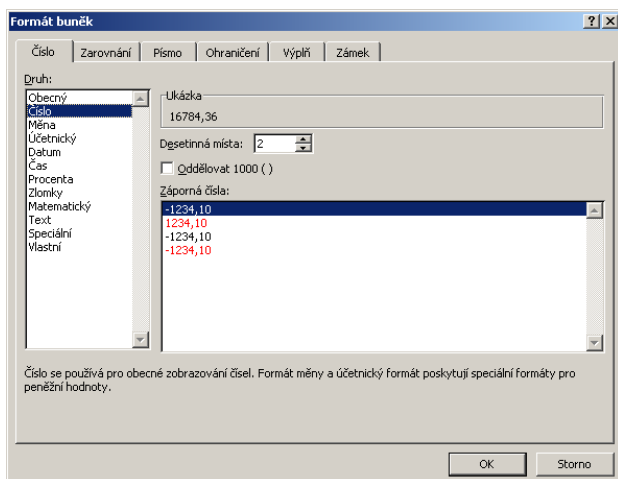 Formát buněk
Číslo Zarovnání Písmo Ohraničení Výplň Zámek
Druh:
Obecný
Číslo
Měna
Účetnický
Datum
Čas
Procenta
Zlomky
Matematický
Text
Speciální
Vlastní
Ukázka
16784,36
Desetinná místa: 2
Oddělovat 1000 ( )
Záporná čísla:
-1234,10
1234,10
-1234,10
-1234,10
Číslo se používá pro obecné zobrazování čísel. Formát měny a účetnický formát poskytují speciální formáty pro
peněžní hodnoty.
OK Storno